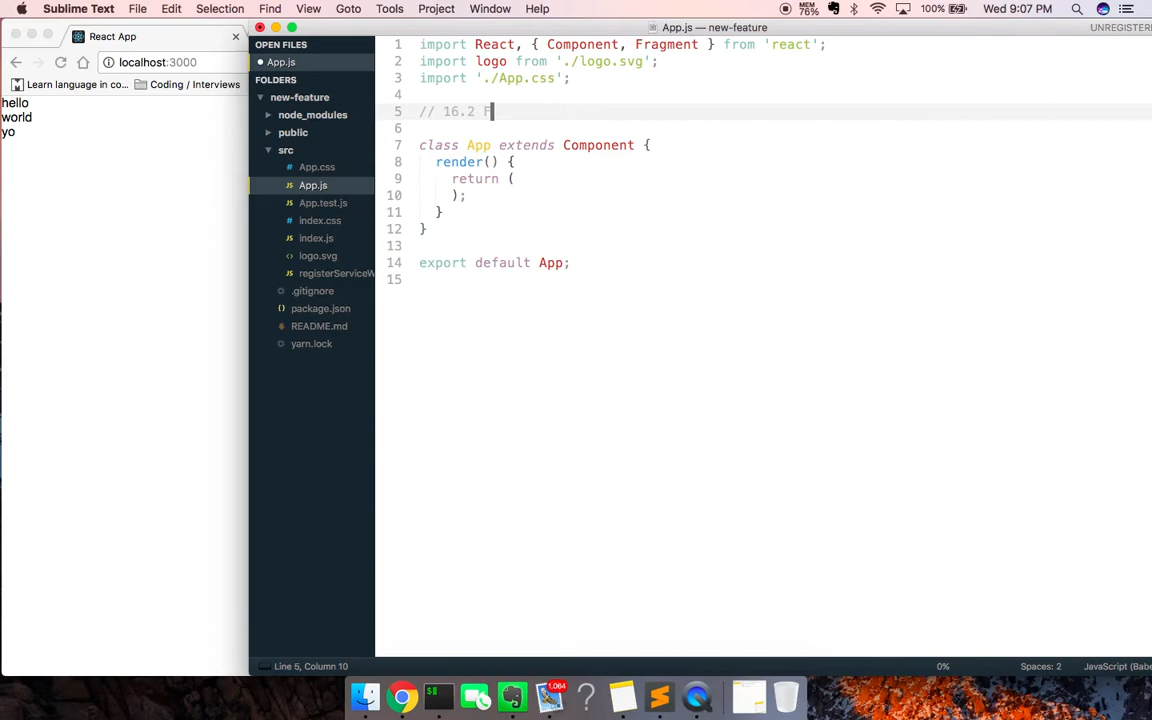 Sublime Text File Edit Selection Find View Goto Tools Project Window Help MEM 76% 100% Wed 9:07 PM
React App
localhost:3000
Learn language in co... Coding / Interviews
hello
world
yo
App.js — new-feature
UNREGISTER
OPEN FILES
App.js
FOLDERS
new-feature
node_modules
public
src
App.css
App.js
App.test.js
index.css
index.js
logo.svg
registerServiceW
.gitignore
package.json
README.md
yarn.lock
1 import React, { Component, Fragment } from 'react';
2 import logo from './logo.svg';
3 import './App.css';
4
5 // 16.2 F
6
7 class App extends Component {
8 render() {
9 return (
10 );
11 }
12 }
13
14 export default App;
15
Line 5, Column 10
0%
Spaces: 2
JavaScript (Babe
1,064